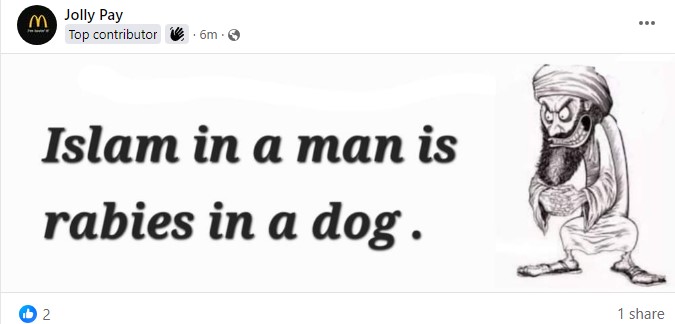 Jolly Pay
Top contributor · 6m ·
Islam in a man is
rabies in a dog .
2
1 share